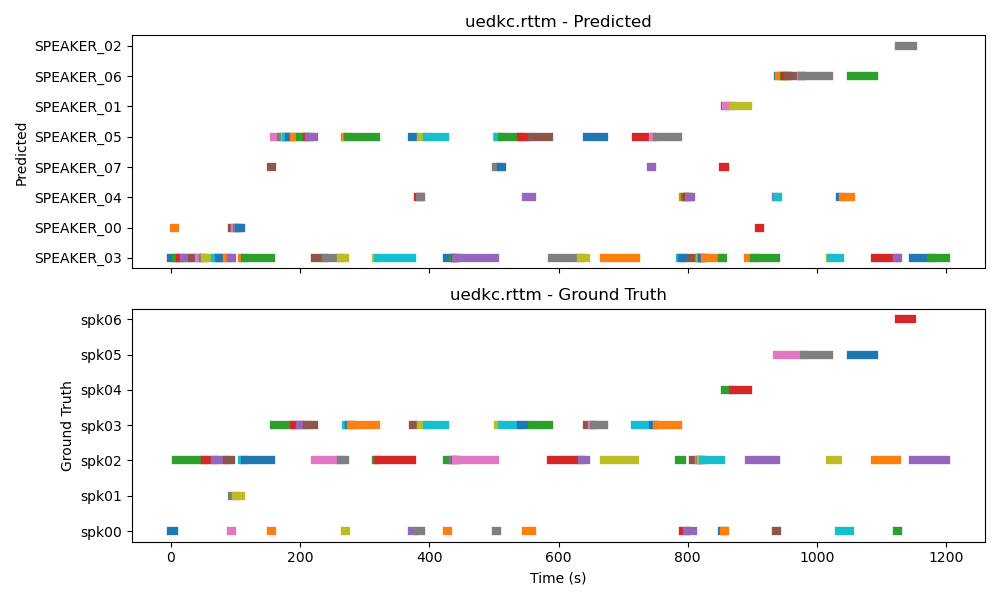 uedkc.rttm - Predicted
SPEAKER_02
SPEAKER_06
SPEAKER_01
SPEAKER_05
SPEAKER_07
SPEAKER_04
SPEAKER_00
SPEAKER_03
Predicted
uedkc.rttm - Ground Truth
spk06
spk05
spk04
spk03
spk02
spk01
spk00
Ground Truth
0 200 400 600 800 1000 1200
Time (s)